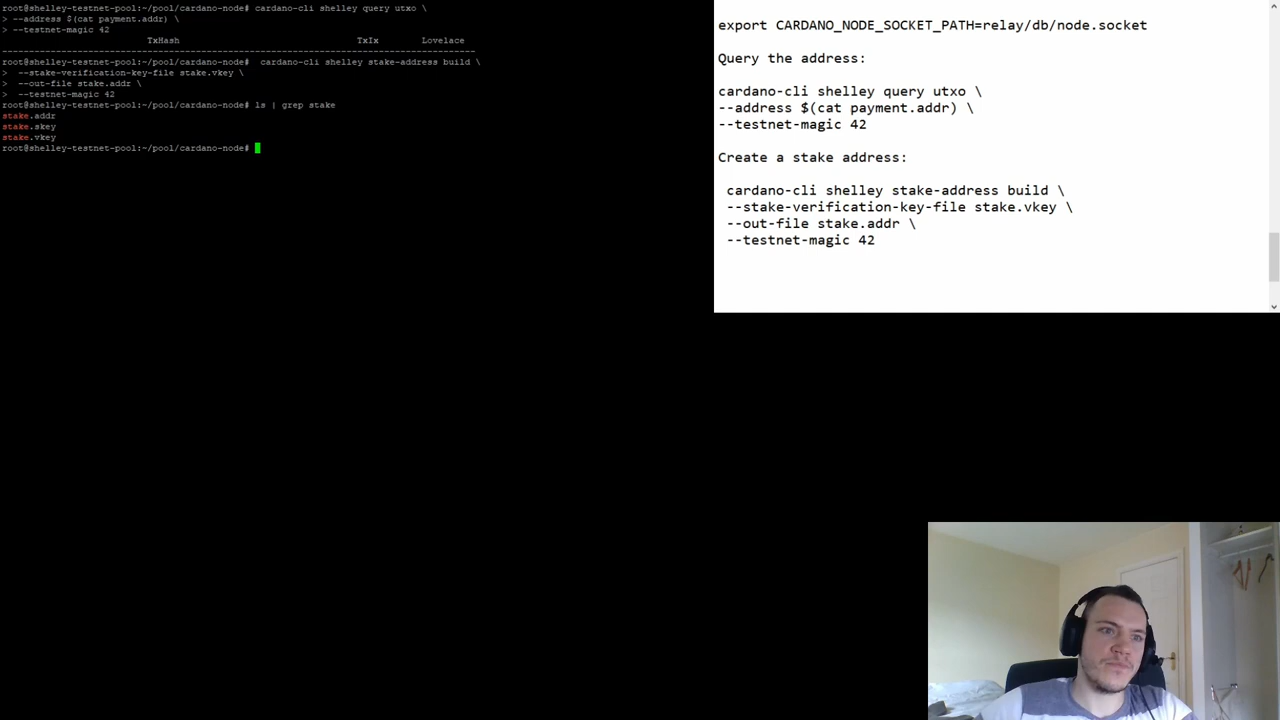 root@shelley-testnet-pool:~/pool/cardano-node# cardano-cli shelley query utxo \
> --address $(cat payment.addr) \
> --testnet-magic 42
TxHash TxIx Lovelace
--------------------------------------------------------------------------------------
root@shelley-testnet-pool:~/pool/cardano-node#  cardano-cli shelley stake-address build \
>  --stake-verification-key-file stake.vkey \
>  --out-file stake.addr \
>  --testnet-magic 42
root@shelley-testnet-pool:~/pool/cardano-node# ls | grep stake
stake.addr
stake.skey
stake.vkey
root@shelley-testnet-pool:~/pool/cardano-node#
export CARDANO_NODE_SOCKET_PATH=relay/db/node.socket
Query the address:
cardano-cli shelley query utxo \
--address $(cat payment.addr) \
--testnet-magic 42
Create a stake address:
cardano-cli shelley stake-address build \
--stake-verification-key-file stake.vkey \
--out-file stake.addr \
--testnet-magic 42